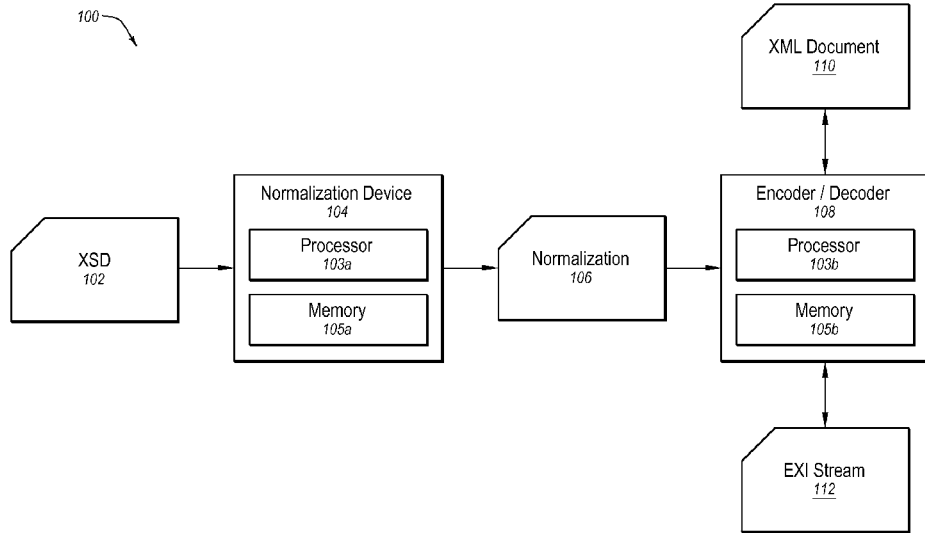 100
XML Document
110
XSD
102
Normalization Device
104
Processor
103a
Memory
105a
Normalization
106
Encoder / Decoder
108
Processor
103b
Memory
105b
EXI Stream
112